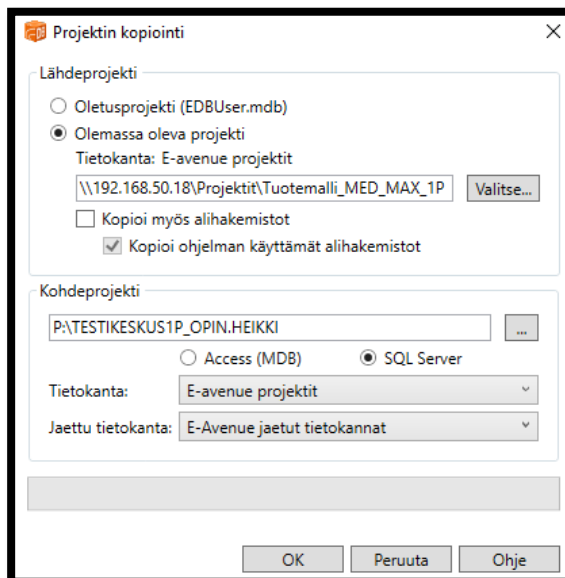 Projektin kopiointi
Lähdeprojekti
Oletusprojekti (EDBUser.mdb)
Olemassa oleva projekti
Tietokanta: E-avenue projektit
\\192.168.50.18\Projektit\Tuotemalli_MED_MAX_1P Valitse...
Kopioi myös alihakemistot
Kopioi ohjelman käyttämät alihakemistot
Kohdeprojekti
P:\TESTIKESKUS1P_OPIN.HEIKKI ...
Access (MDB) SQL Server
Tietokanta: E-avenue projektit
Jaettu tietokanta: E-Avenue jaetut tietokannat
OK Peruuta Ohje